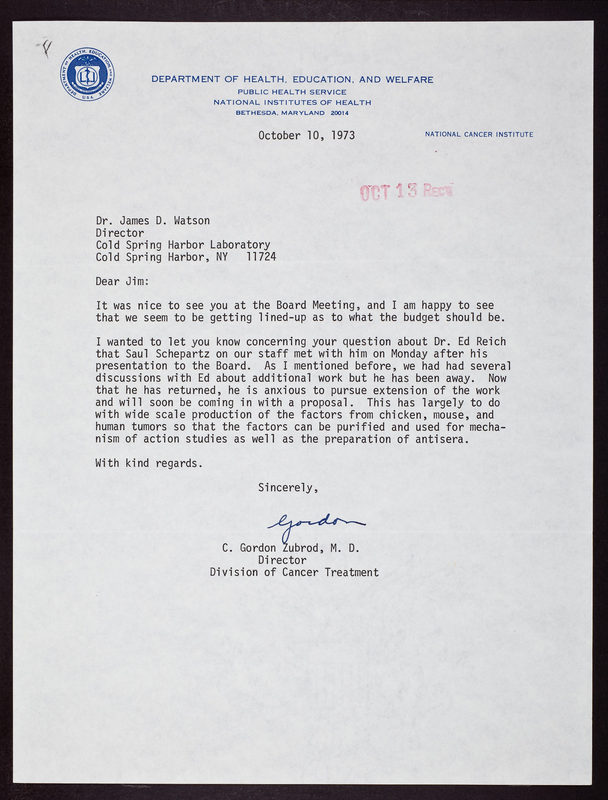 DEPARTMENT OF HEALTH, EDUCATION, AND WELFARE
PUBLIC HEALTH SERVICE
NATIONAL INSTITUTES OF HEALTH
BETHESDA, MARYLAND 20014
NATIONAL CANCER INSTITUTE
October 10, 1973
OCT 13 Rec'd
Dr. James D. Watson
Director
Cold Spring Harbor Laboratory
Cold Spring Harbor, NY 11724
Dear Jim:
It was nice to see you at the Board Meeting, and I am happy to see
that we seem to be getting lined-up as to what the budget should be.
I wanted to let you know concerning your question about Dr. Ed Reich
that Saul Schepartz on our staff met with him on Monday after his
presentation to the Board. As I mentioned before, we had had several
discussions with Ed about additional work but he has been away. Now
that he has returned, he is anxious to pursue extension of the work
and will soon be coming in with a proposal. This has largely to do
with wide scale production of the factors from chicken, mouse, and
human tumors so that the factors can be purified and used for mecha-
nism of action studies as well as the preparation of antisera.
With kind regards.
Sincerely,
Gordon
C. Gordon Zubrod, M. D.
Director
Division of Cancer Treatment